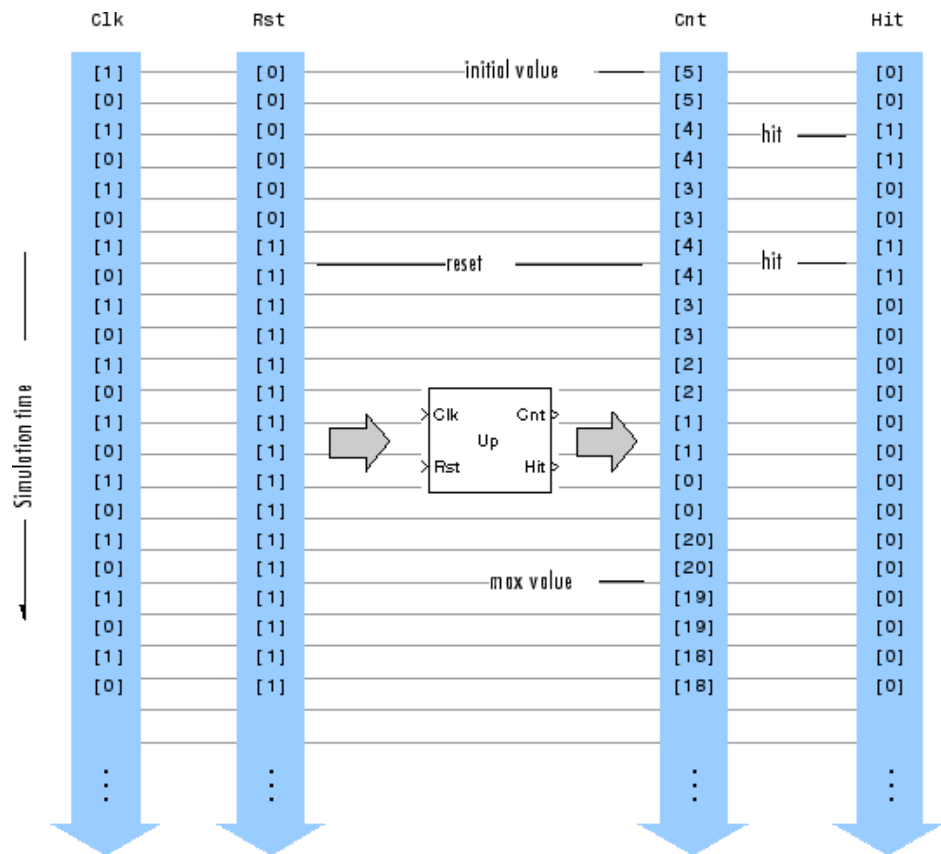 Clk Rst Cnt Hit
[1] [0] initial value [5] [0]
[0] [0] [5] [0]
[1] [0] [4] hit [1]
[0] [0] [4] [1]
[1] [0] [3] [0]
[0] [0] [3] [0]
[1] [1] [4] [1]
[0] [1] reset [4] hit [1]
[1] [1] [3] [0]
[0] [1] [3] [0]
[1] [1] [2] [0]
[0] [1] [2] [0]
[1] [1] [1] [0]
[0] [1] [1] [0]
[1] [1] [0] [0]
[0] [1] [0] [0]
[1] [1] [20] [0]
[0] [1] max value [20] [0]
[1] [1] [19] [0]
[0] [1] [19] [0]
[1] [1] [18] [0]
[0] [1] [18] [0]
Simulation time
Clk Cnt
Up
Rst Hit